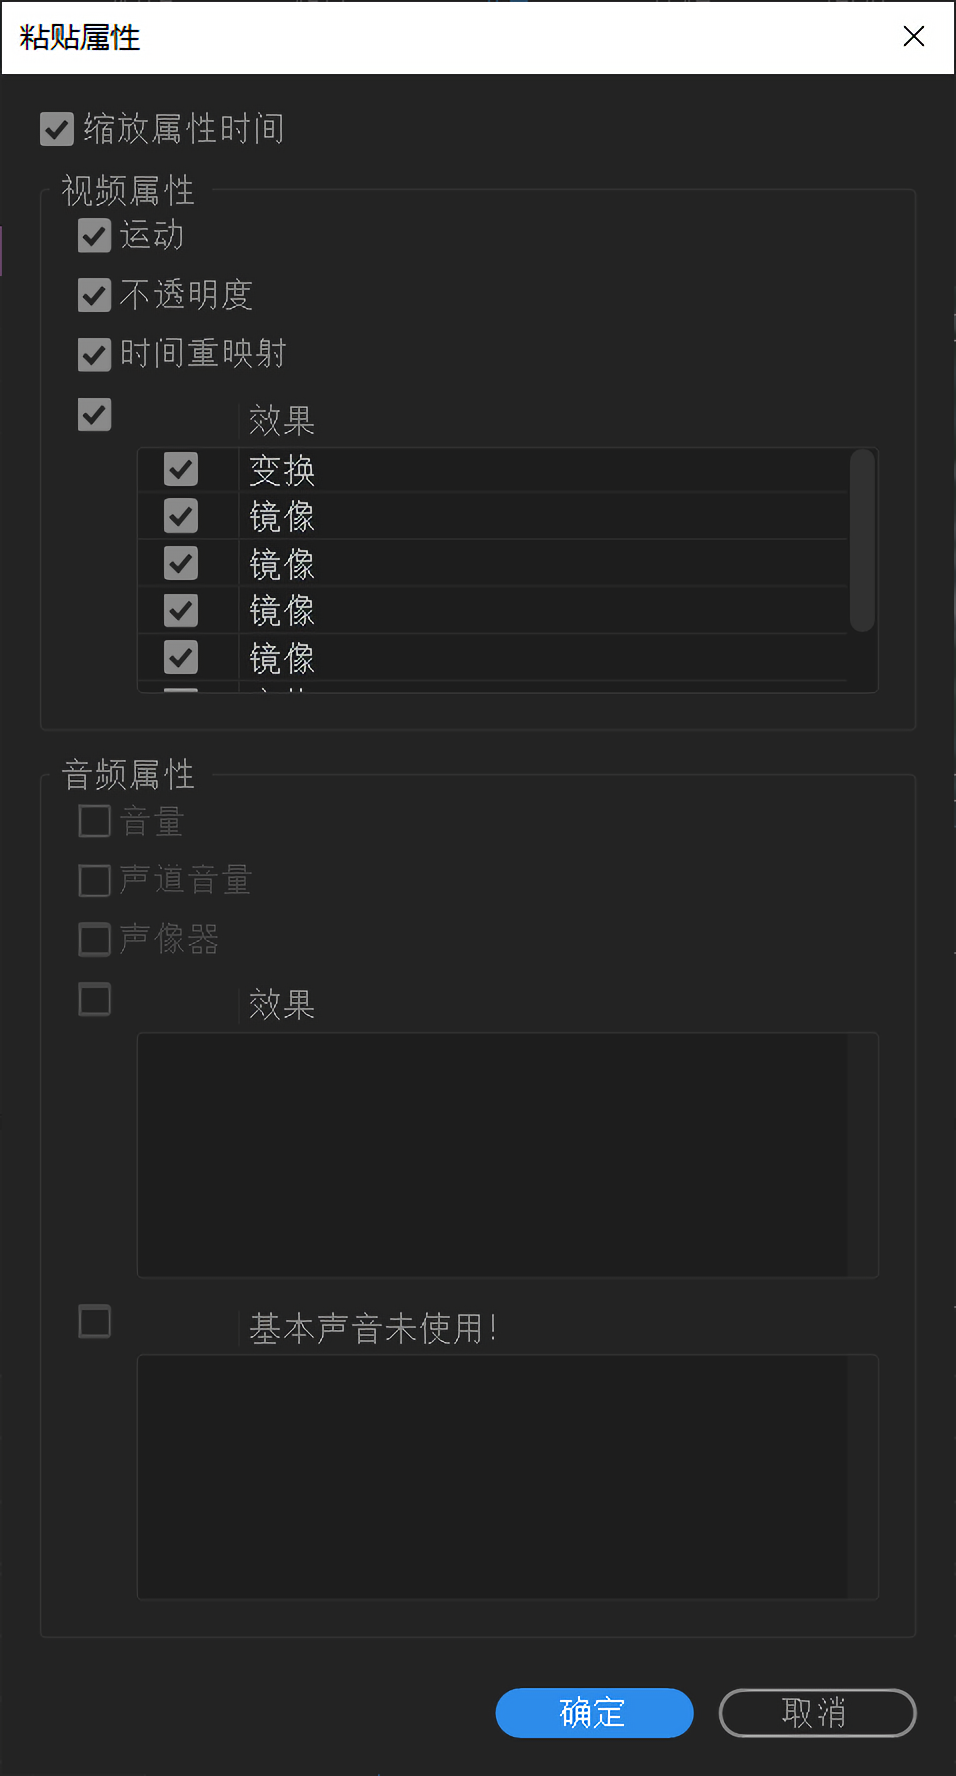 粘贴属性
缩放属性时间
视频属性
运动
不透明度
时间重映射
效果
变换
镜像
镜像
镜像
镜像
音频属性
音量
声道音量
声像器
效果
基本声音未使用!
确定
取消